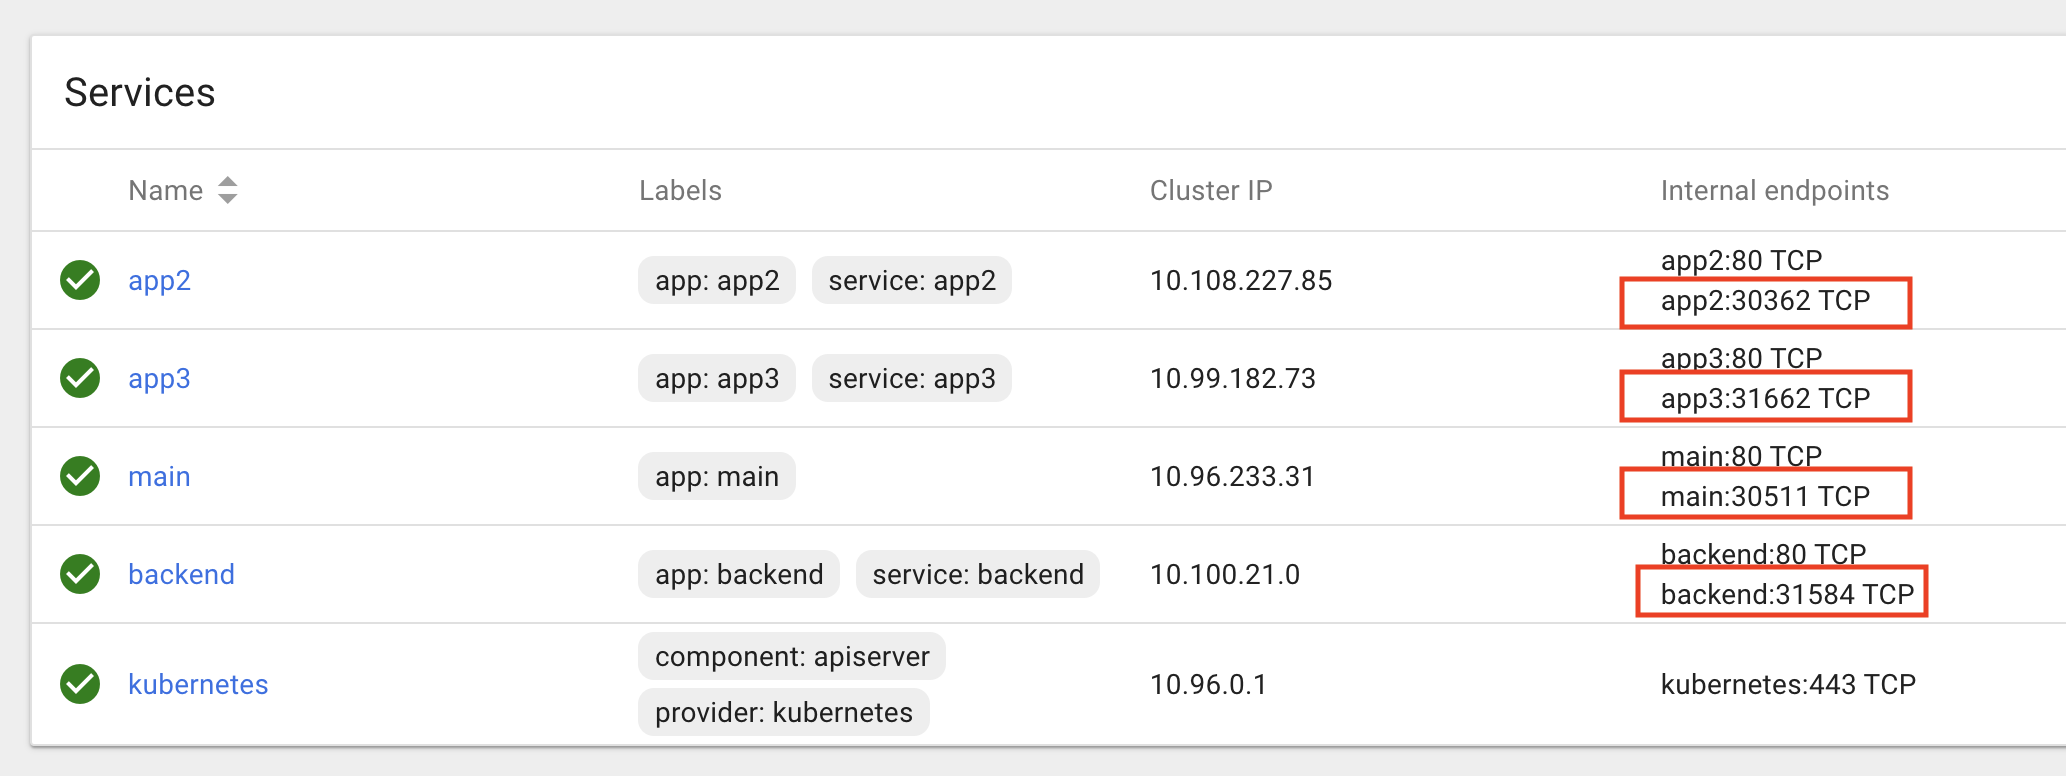 Services
Name Labels Cluster IP Internal endpoints
app2 app: app2 service: app2 10.108.227.85 app2:80 TCP
app2:30362 TCP
app3 app: app3 service: app3 10.99.182.73 app3:80 TCP
app3:31662 TCP
main app: main 10.96.233.31 main:80 TCP
main:30511 TCP
backend app: backend service: backend 10.100.21.0 backend:80 TCP
backend:31584 TCP
kubernetes component: apiserver 10.96.0.1 kubernetes:443 TCP
provider: kubernetes